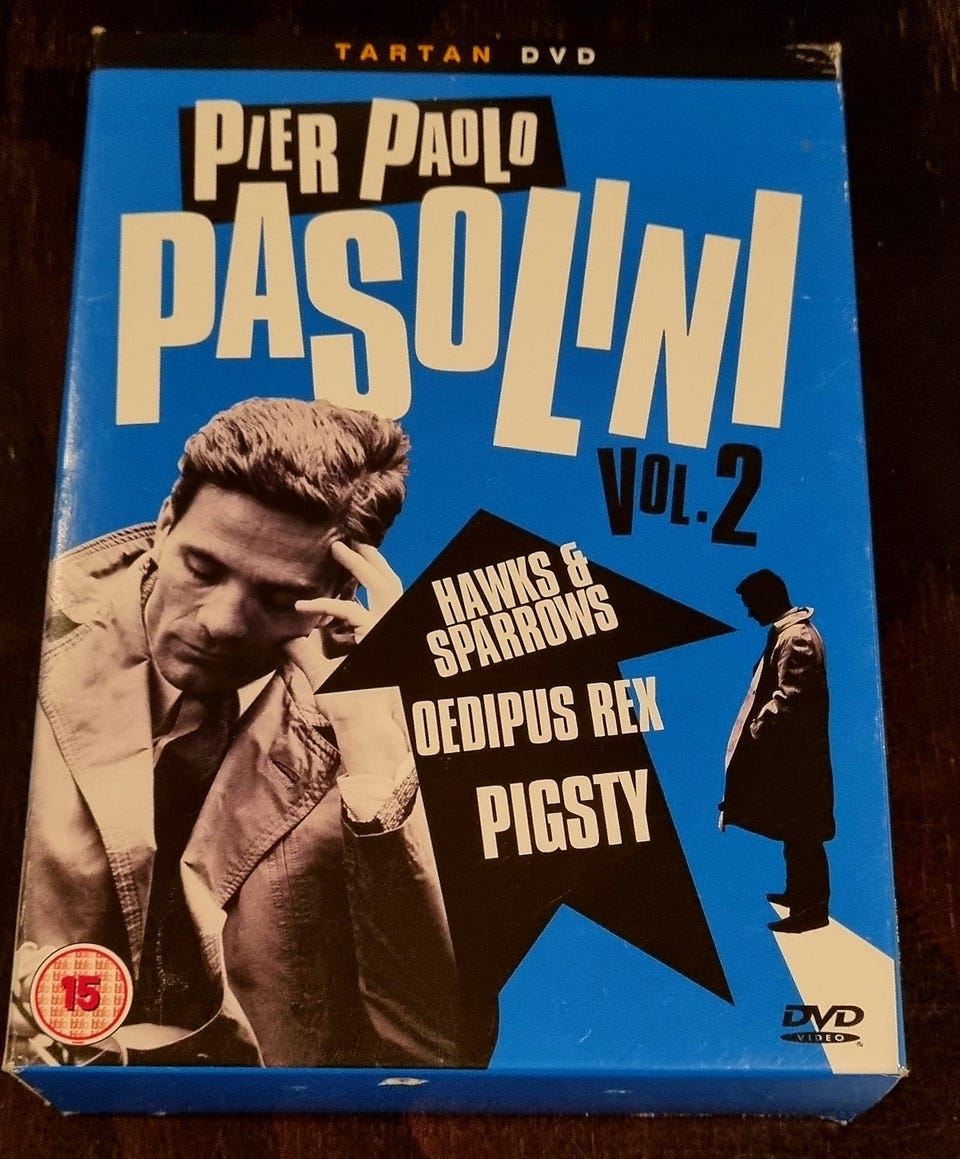 TARTAN DVD
PIER PAOLO
PASOLINI
VOL.2
HAWKS &
SPARROWS
OEDIPUS REX
PIGSTY
15
DVD
VIDEO